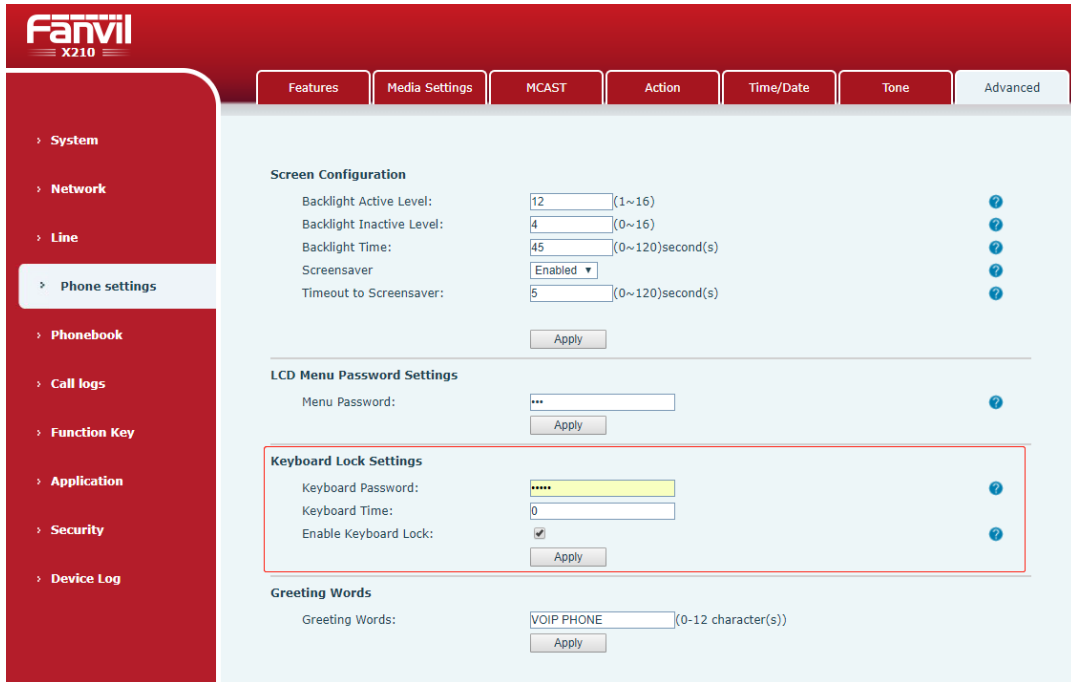 Fanvil
X210
Features Media Settings MCAST Action Time/Date Tone Advanced
› System
› Network
› Line
› Phone settings
› Phonebook
› Call logs
› Function Key
› Application
› Security
› Device Log
Screen Configuration
Backlight Active Level: 12 (1~16)
Backlight Inactive Level: 4 (0~16)
Backlight Time: 45 (0~120)second(s)
Screensaver Enabled ▼
Timeout to Screensaver: 5 (0~120)second(s)
Apply
LCD Menu Password Settings
Menu Password: •••
Apply
Keyboard Lock Settings
Keyboard Password: •••••
Keyboard Time: 0
Enable Keyboard Lock:
Apply
Greeting Words
Greeting Words: VOIP PHONE (0-12 character(s))
Apply